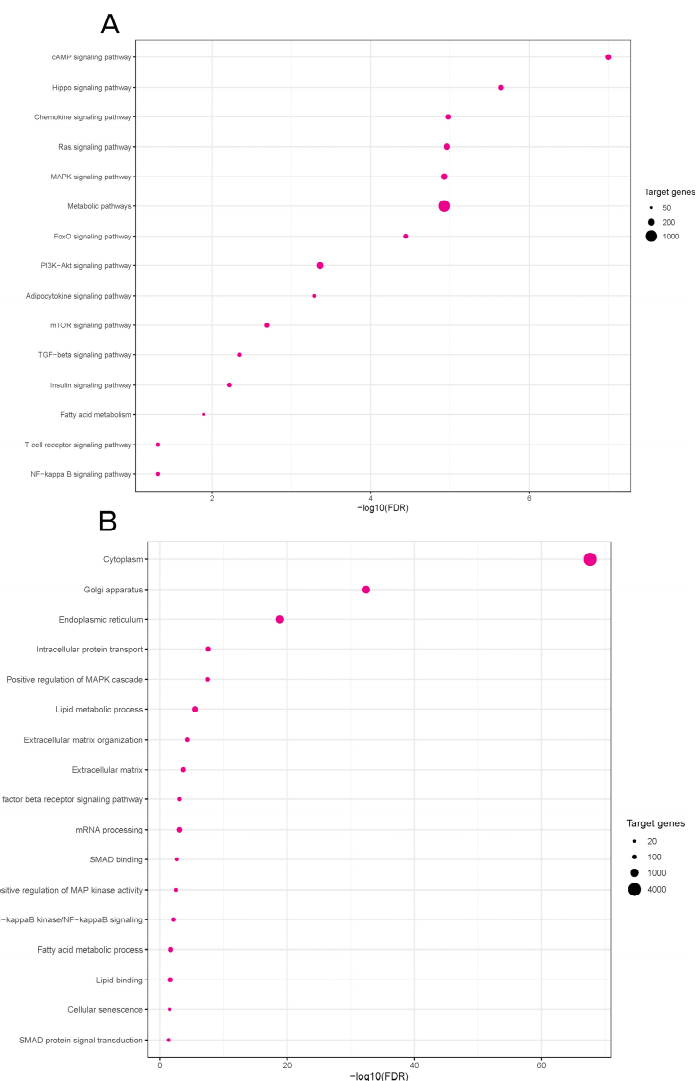 A
cAMP signaling pathway
Hippo signaling pathway
Chemokine signaling pathway
Ras signaling pathway
MAPK signaling pathway
Metabolic pathways
FoxO signaling pathway
PI3K−Akt signaling pathway
Adipocytokine signaling pathway
mTOR signaling pathway
TGF−beta signaling pathway
Insulin signaling pathway
Fatty acid metabolism
T cell receptor signaling pathway
NF−kappa B signaling pathway
2 4 6
−log10(FDR)
Target genes
50
200
1000
B
Cytoplasm
Golgi apparatus
Endoplasmic reticulum
Intracellular protein transport
Positive regulation of MAPK cascade
Lipid metabolic process
Extracellular matrix organization
Extracellular matrix
factor beta receptor signaling pathway
mRNA processing
SMAD binding
sitive regulation of MAP kinase activity
−kappaB kinase/NF−kappaB signaling
Fatty acid metabolic process
Lipid binding
Cellular senescence
SMAD protein signal transduction
0 20 40 60
−log10(FDR)
Target genes
20
100
1000
4000